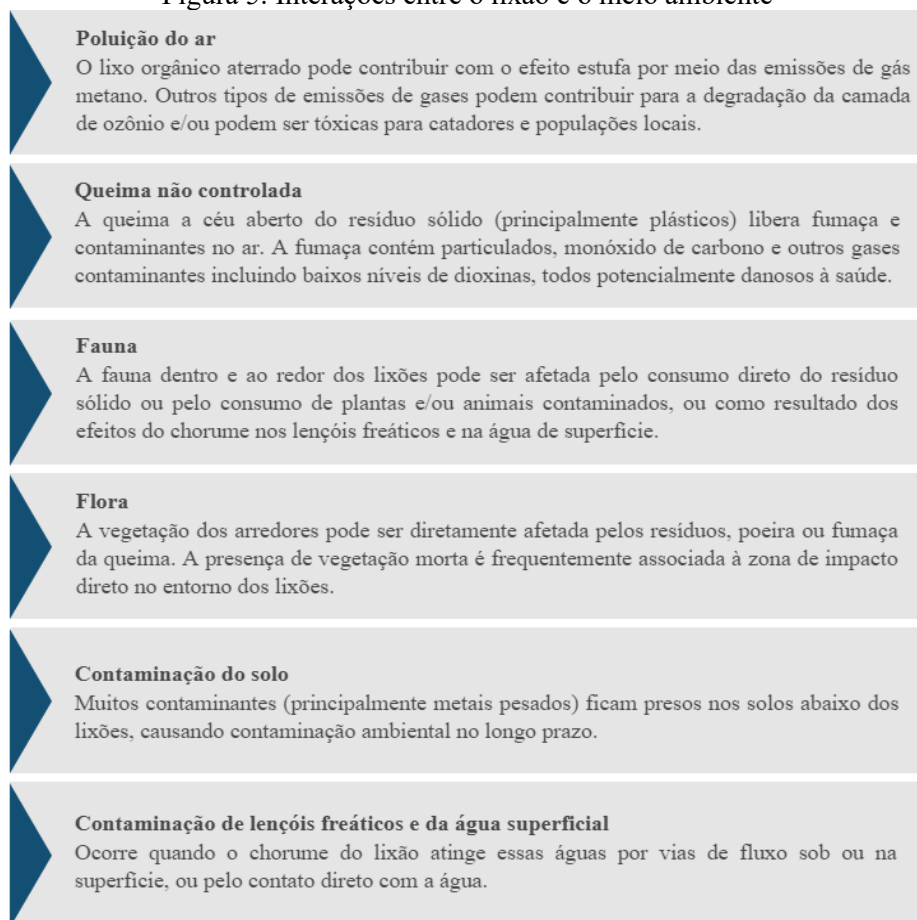 Figura 3: Interações entre o lixão e o meio ambiente
Poluição do ar
O lixo orgânico aterrado pode contribuir com o efeito estufa por meio das emissões de gás
metano. Outros tipos de emissões de gases podem contribuir para a degradação da camada
de ozônio e/ou podem ser tóxicas para catadores e populações locais.
Queima não controlada
A queima a céu aberto do resíduo sólido (principalmente plásticos) libera fumaça e
contaminantes no ar. A fumaça contém particulados, monóxido de carbono e outros gases
contaminantes incluindo baixos níveis de dioxinas, todos potencialmente danosos à saúde.
Fauna
A fauna dentro e ao redor dos lixões pode ser afetada pelo consumo direto do resíduo
sólido ou pelo consumo de plantas e/ou animais contaminados, ou como resultado dos
efeitos do chorume nos lençóis freáticos e na água de superfície.
Flora
A vegetação dos arredores pode ser diretamente afetada pelos resíduos, poeira ou fumaça
da queima. A presença de vegetação morta é frequentemente associada à zona de impacto
direto no entorno dos lixões.
Contaminação do solo
Muitos contaminantes (principalmente metais pesados) ficam presos nos solos abaixo dos
lixões, causando contaminação ambiental no longo prazo.
Contaminação de lençóis freáticos e da água superficial
Ocorre quando o chorume do lixão atinge essas águas por vias de fluxo sob ou na
superfície, ou pelo contato direto com a água.